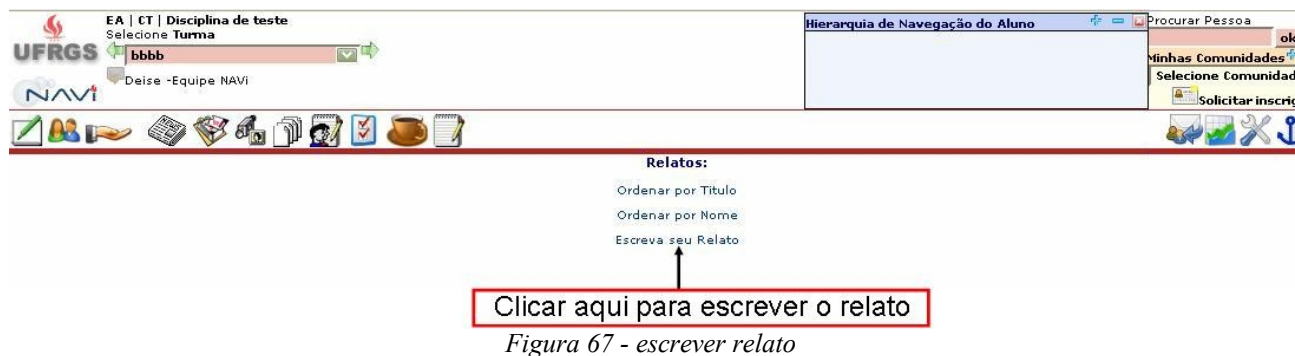 EA | CT | Disciplina de teste
Selecione Turma
UFRGS
bbbb
Deise -Equipe NAVi
NAVi
Hierarquia de Navegação do Aluno
Procurar Pessoa
ok
Minhas Comunidades
Selecione Comunidad
Solicitar inscriç
Relatos:
Ordenar por Titulo
Ordenar por Nome
Escreva seu Relato
Clicar aqui para escrever o relato
Figura 67 - escrever relato